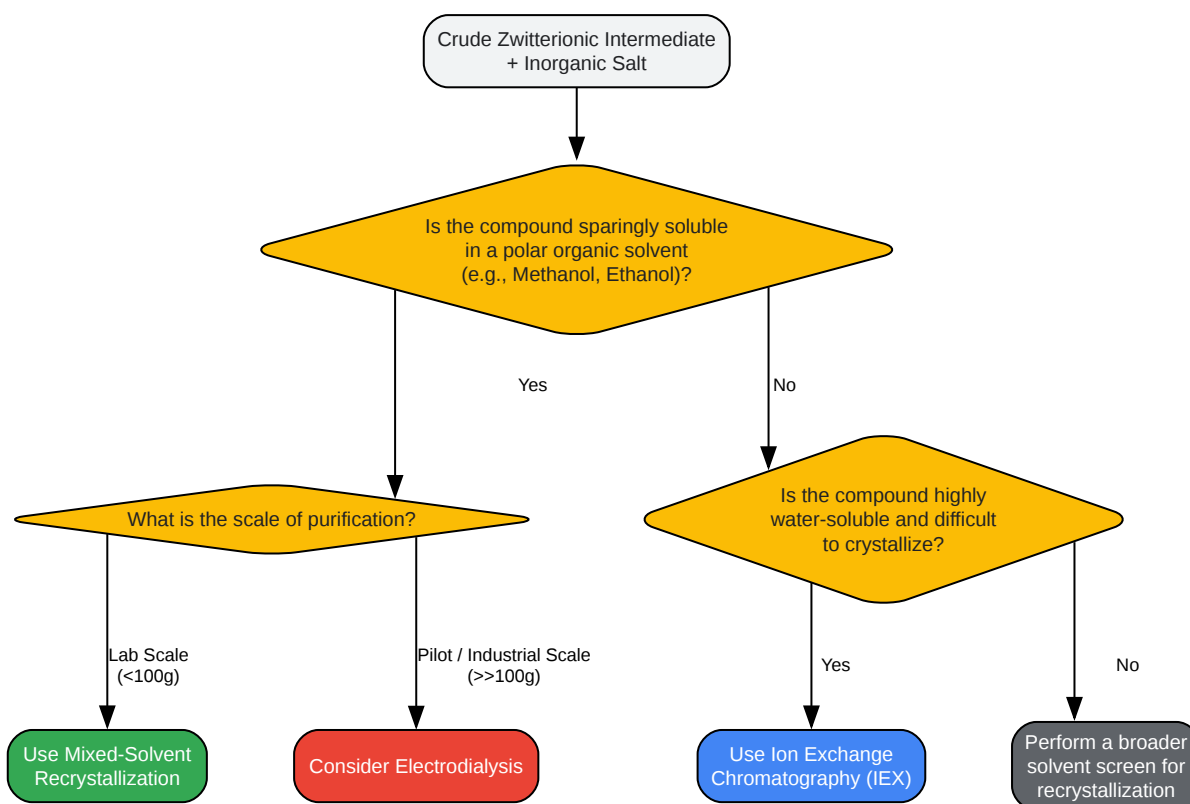 Crude Zwitterionic Intermediate
+ Inorganic Salt
Is the compound sparingly soluble
in a polar organic solvent
(e.g., Methanol, Ethanol)?
Yes
No
What is the scale of purification?
Is the compound highly
water-soluble and difficult
to crystallize?
Lab Scale
(<100g)
Pilot / Industrial Scale
(>>100g)
Yes
No
Use Mixed-Solvent
Recrystallization
Consider Electrodialysis
Use Ion Exchange
Chromatography (IEX)
Perform a broader
solvent screen for
recrystallization